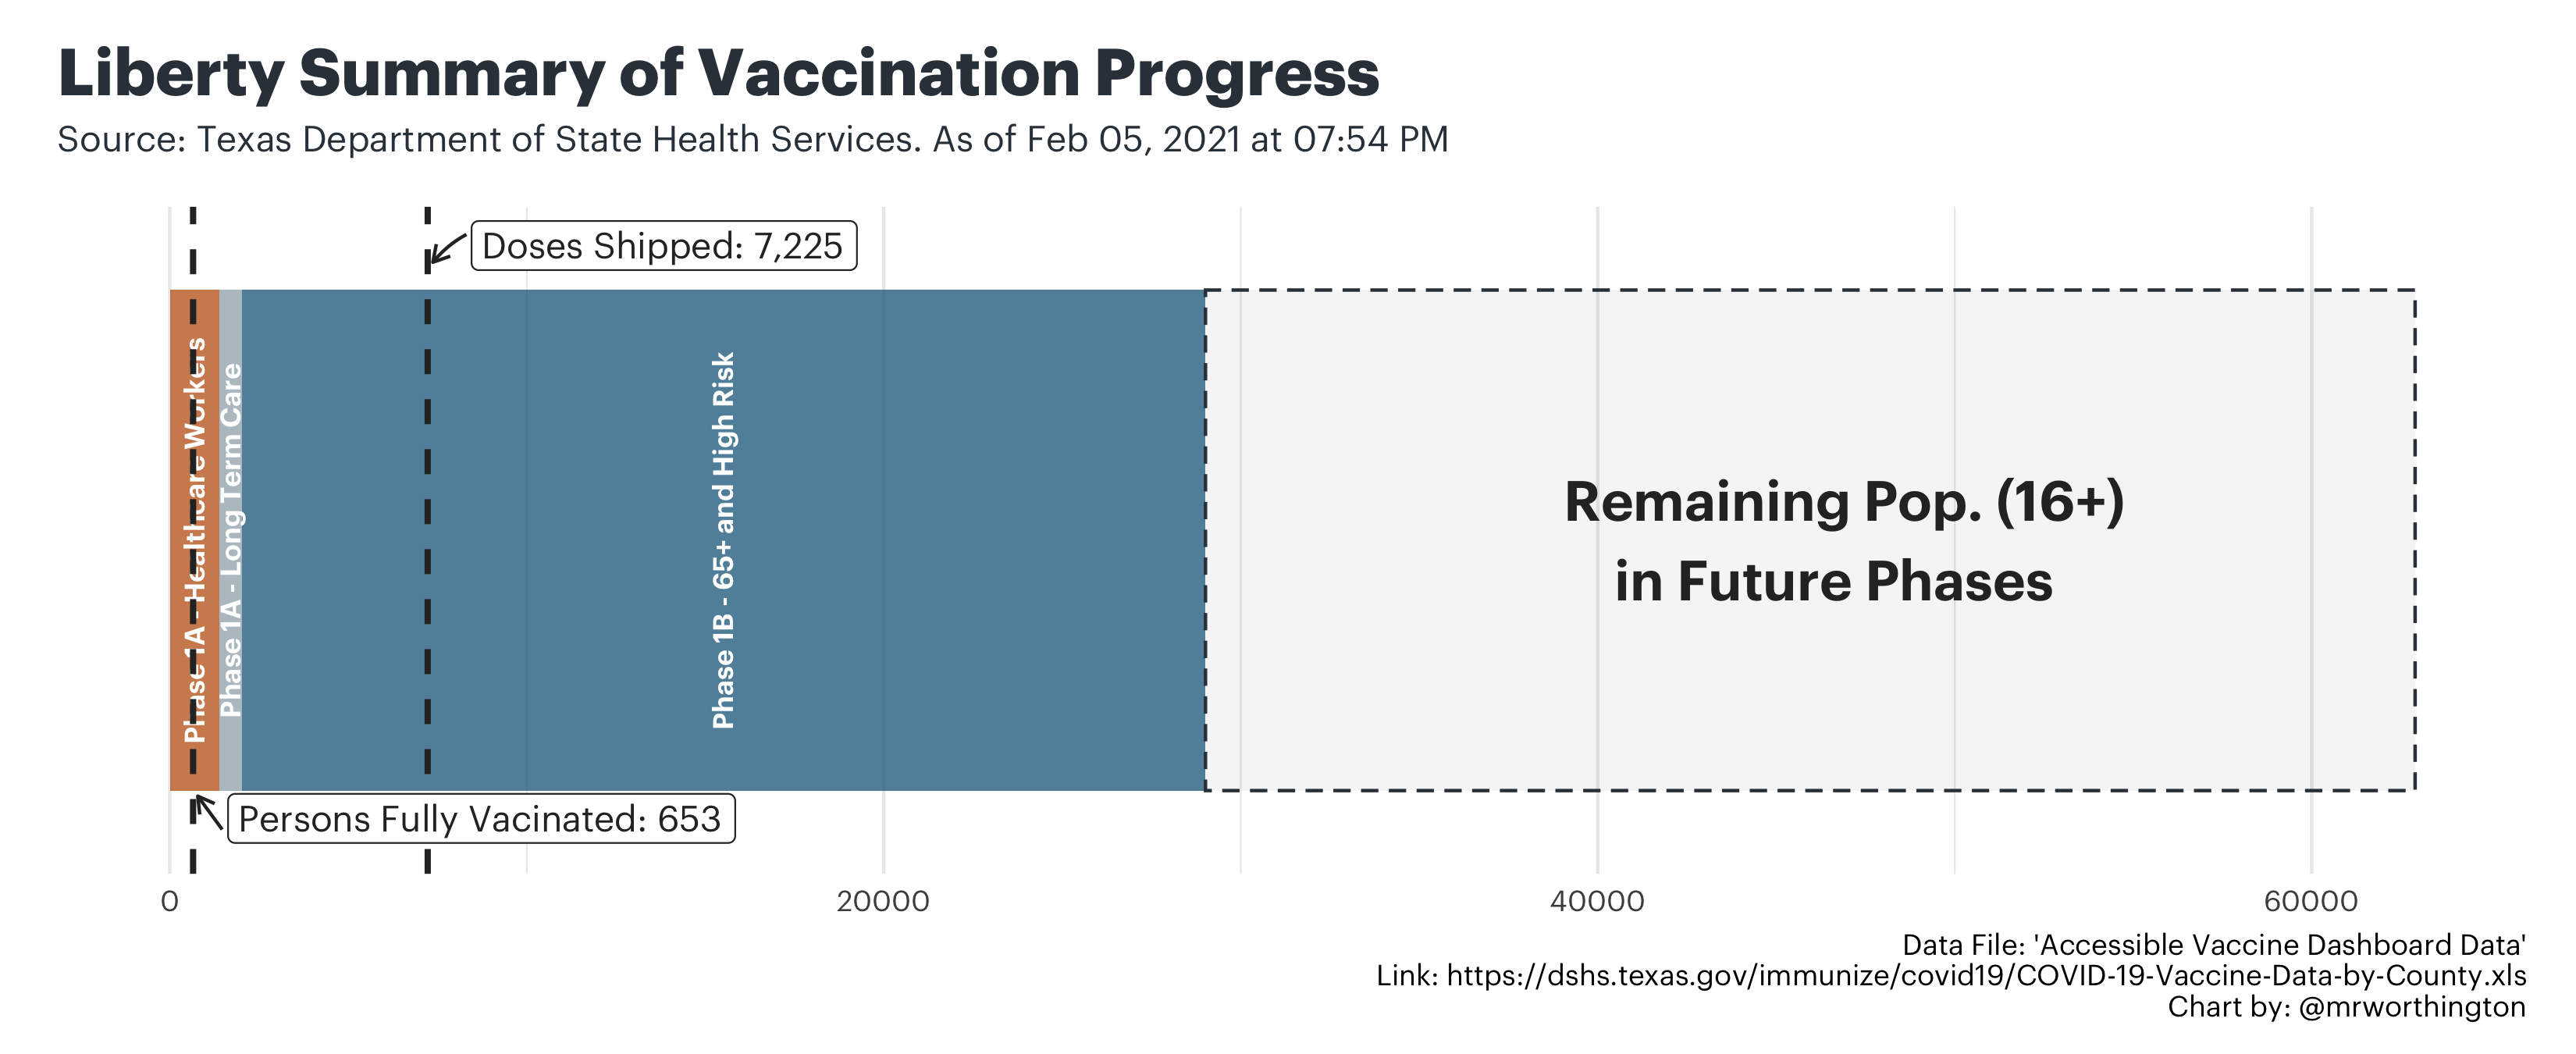 Liberty Summary of Vaccination Progress
Source: Texas Department of State Health Services. As of Feb 05, 2021 at 07:54 PM
Doses Shipped: 7,225
Phase 1A - Healthcare Workers
Phase 1A - Long Term Care
Phase 1B - 65+ and High Risk
Remaining Pop. (16+)
in Future Phases
Persons Fully Vacinated: 653
0 20000 40000 60000
Data File: 'Accessible Vaccine Dashboard Data'
Link: https://dshs.texas.gov/immunize/covid19/COVID-19-Vaccine-Data-by-County.xls
Chart by: @mrworthington